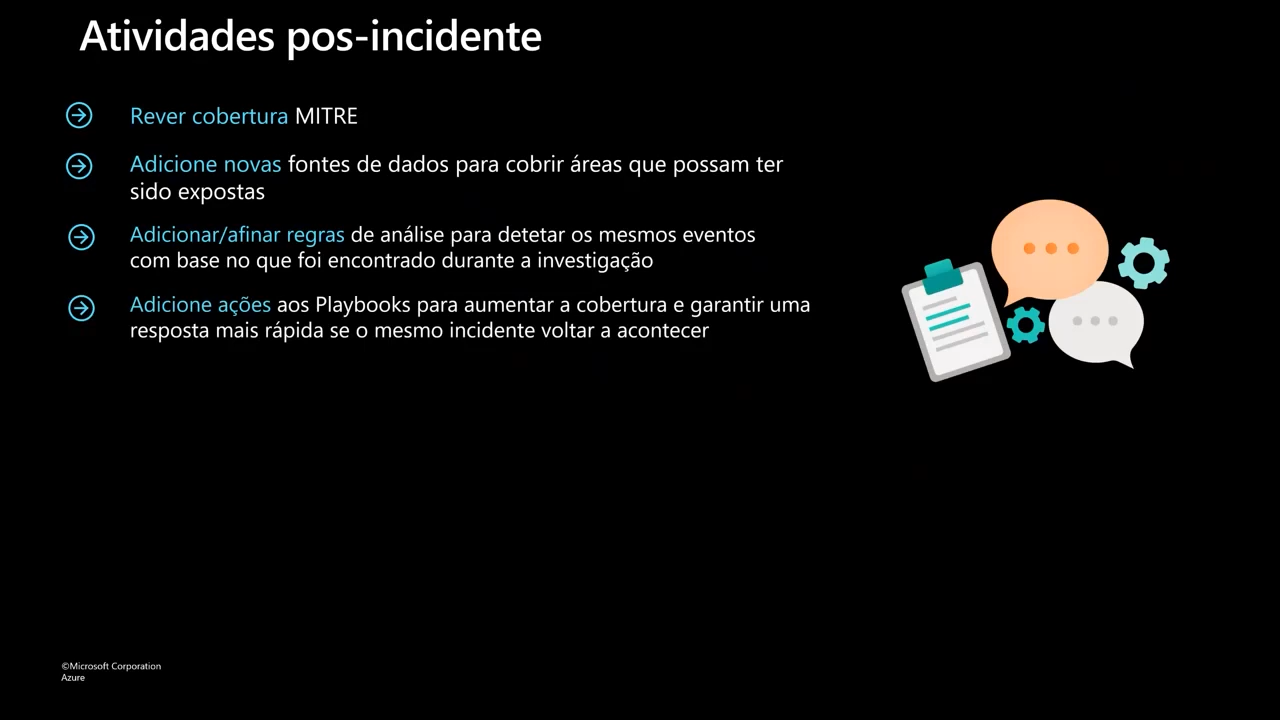 Atividades pos-incidente
Rever cobertura MITRE
Adicione novas fontes de dados para cobrir áreas que possam ter
sido expostas
Adicionar/afinar regras de análise para detetar os mesmos eventos
com base no que foi encontrado durante a investigação
Adicione ações aos Playbooks para aumentar a cobertura e garantir uma
resposta mais rápida se o mesmo incidente voltar a acontecer
©Microsoft Corporation
Azure